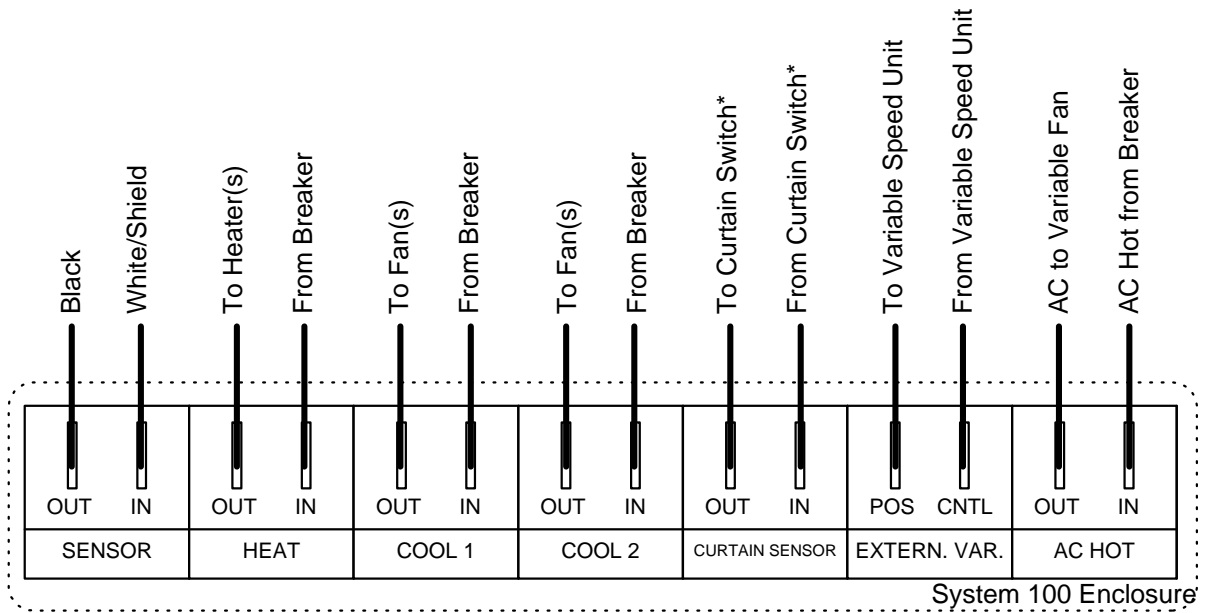 Black
White/Shield
To Heater(s)
From Breaker
To Fan(s)
From Breaker
To Fan(s)
From Breaker
To Curtain Switch*
From Curtain Switch*
To Variable Speed Unit
From Variable Speed Unit
AC to Variable Fan
AC Hot from Breaker
OUT IN OUT IN OUT IN OUT IN OUT IN POS CNTL OUT IN
SENSOR HEAT COOL 1 COOL 2 CURTAIN SENSOR EXTERN. VAR. AC HOT
System 100 Enclosure